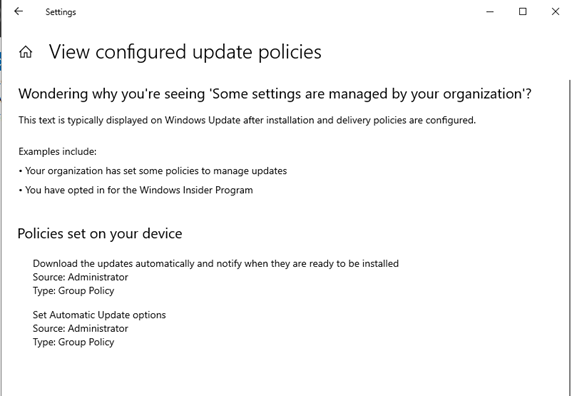 Settings
View configured update policies
Wondering why you're seeing 'Some settings are managed by your organization'?
This text is typically displayed on Windows Update after installation and delivery policies are configured.
Examples include:
• Your organization has set some policies to manage updates
• You have opted in for the Windows Insider Program
Policies set on your device
Download the updates automatically and notify when they are ready to be installed
Source: Administrator
Type: Group Policy
Set Automatic Update options
Source: Administrator
Type: Group Policy